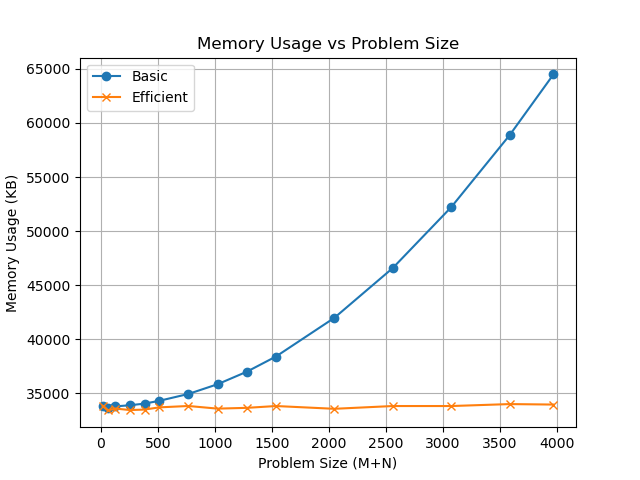 Memory Usage vs Problem Size
Basic
Efficient
65000
60000
55000
50000
45000
40000
35000
Memory Usage (KB)
0 500 1000 1500 2000 2500 3000 3500 4000
Problem Size (M+N)